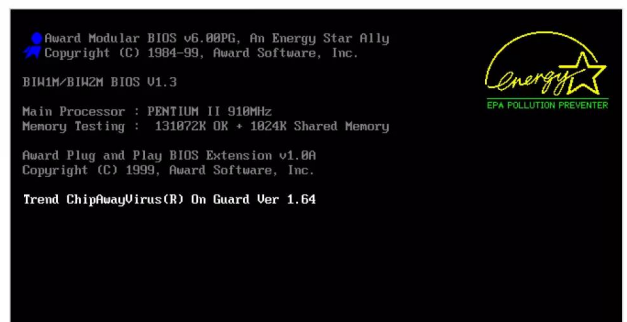 Award Modular BIOS v6.00PG, An Energy Star Ally
Copyright (C) 1984-99, Award Software, Inc.
BIW1M/BIW2M BIOS V1.3
Main Processor : PENTIUM II 910MHz
Memory Testing :  131072K OK + 1024K Shared Memory
Award Plug and Play BIOS Extension v1.0A
Copyright (C) 1999, Award Software, Inc.
Trend ChipAwayVirus(R) On Guard Ver 1.64
energy
EPA POLLUTION PREVENTER